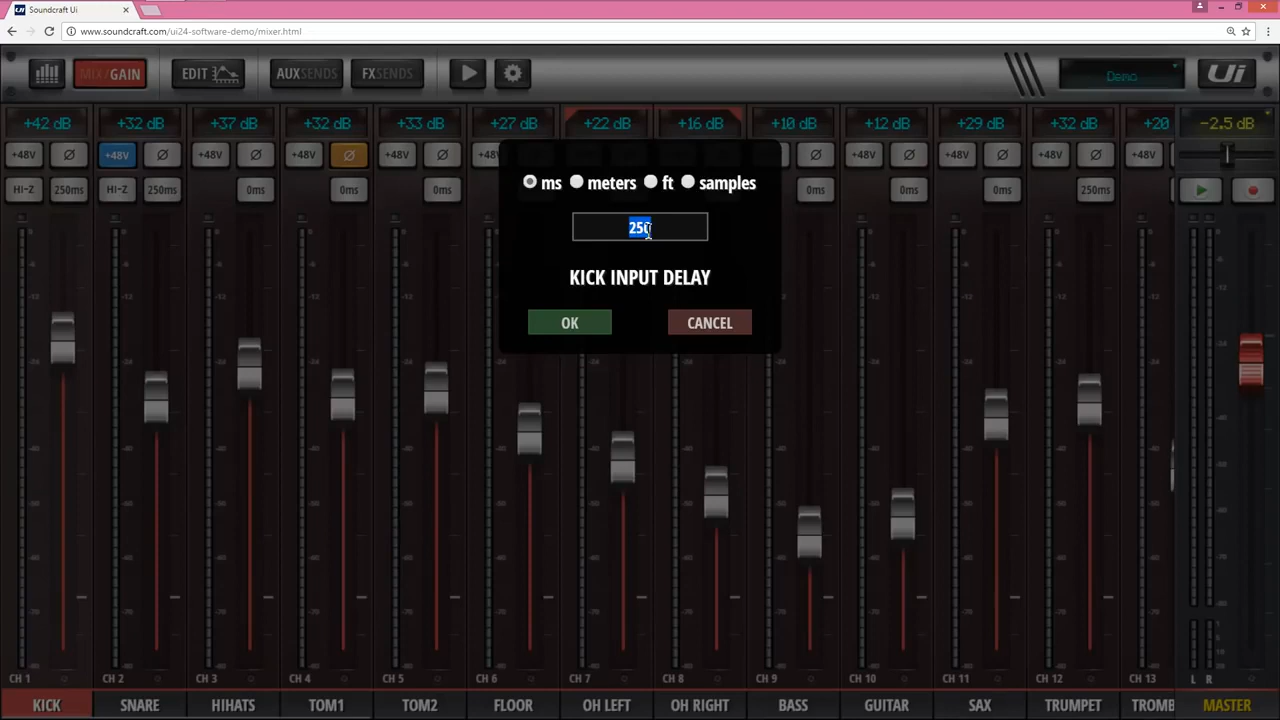 Soundcraft Ui
www.soundcraft.com/ui24-software-demo/mixer.html
MIX/GAIN
EDIT
AUXSENDS
FXSENDS
Demo
Ui
+42 dB
+32 dB
+37 dB
+32 dB
+33 dB
+27 dB
+22 dB
+16 dB
+10 dB
+12 dB
+29 dB
+32 dB
+20
-2.5 dB
+48V
+48V
+48V
+48V
+48V
+48
+48V
+48V
+48V
+48V
HI-Z
250ms
HI-Z
250ms
0ms
0ms
0ms
0ms
250ms
ms
meters
ft
samples
250
KICK INPUT DELAY
OK
CANCEL
CH 1
CH 2
CH 3
CH 4
CH 5
CH 6
CH 7
CH 8
CH 9
CH 10
CH 11
CH 12
CH 13
L R
KICK
SNARE
HIHATS
TOM1
TOM2
FLOOR
OH LEFT
OH RIGHT
BASS
GUITAR
SAX
TRUMPET
TROMB
MASTER